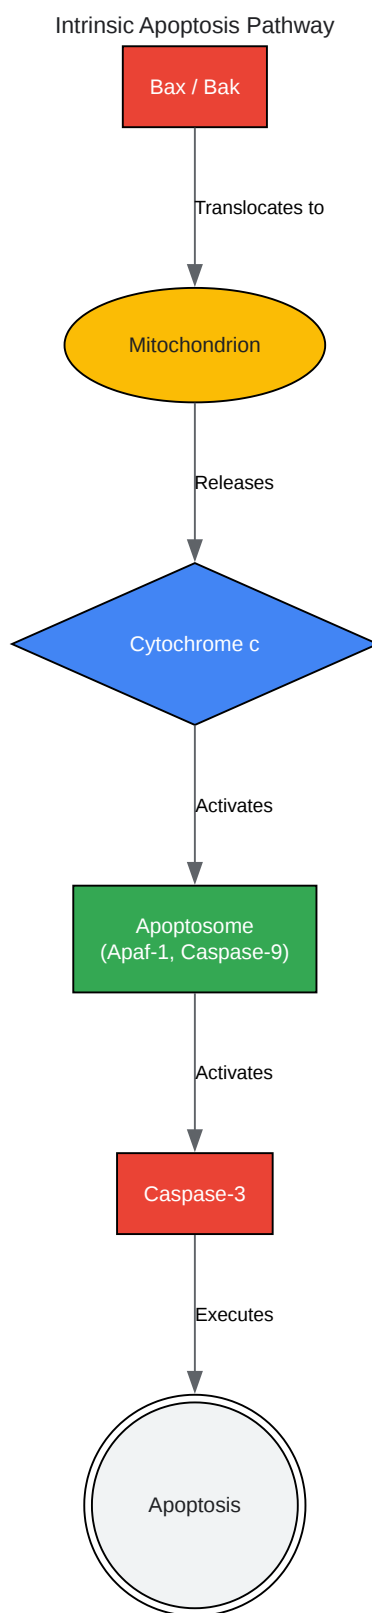 Intrinsic Apoptosis Pathway
Bax / Bak
Translocates to
Mitochondrion
Releases
Cytochrome c
Activates
Apoptosome
(Apaf-1, Caspase-9)
Activates
Caspase-3
Executes
Apoptosis